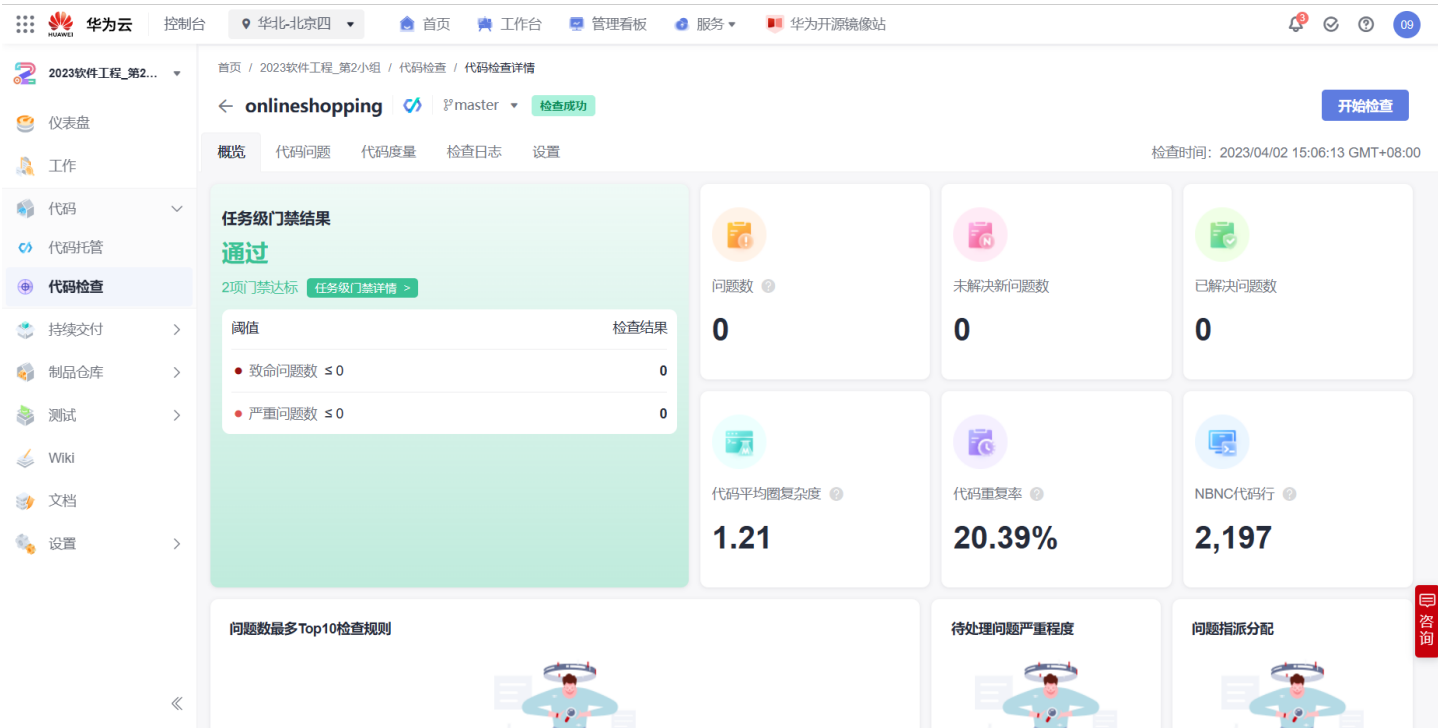 HUAWEI 华为云 控制台 华北-北京四 首页 工作台 管理看板 服务 华为开源镜像站 3 09
2023软件工程_第2...
仪表盘
工作
代码
代码托管
代码检查
持续交付
制品仓库
测试
Wiki
文档
设置
首页 / 2023软件工程_第2小组 / 代码检查 / 代码检查详情
onlineshopping master 检查成功 开始检查
概览 代码问题 代码度量 检查日志 设置 检查时间: 2023/04/02 15:06:13 GMT+08:00
任务级门禁结果
通过
2项门禁达标 任务级门禁详情 >
阈值 检查结果
致命问题数 ≤ 0 0
严重问题数 ≤ 0 0
问题数
0
未解决新问题数
0
已解决问题数
0
代码平均圈复杂度
1.21
代码重复率
20.39%
NBNC代码行
2,197
问题数最多Top10检查规则
待处理问题严重程度
问题指派分配
咨询